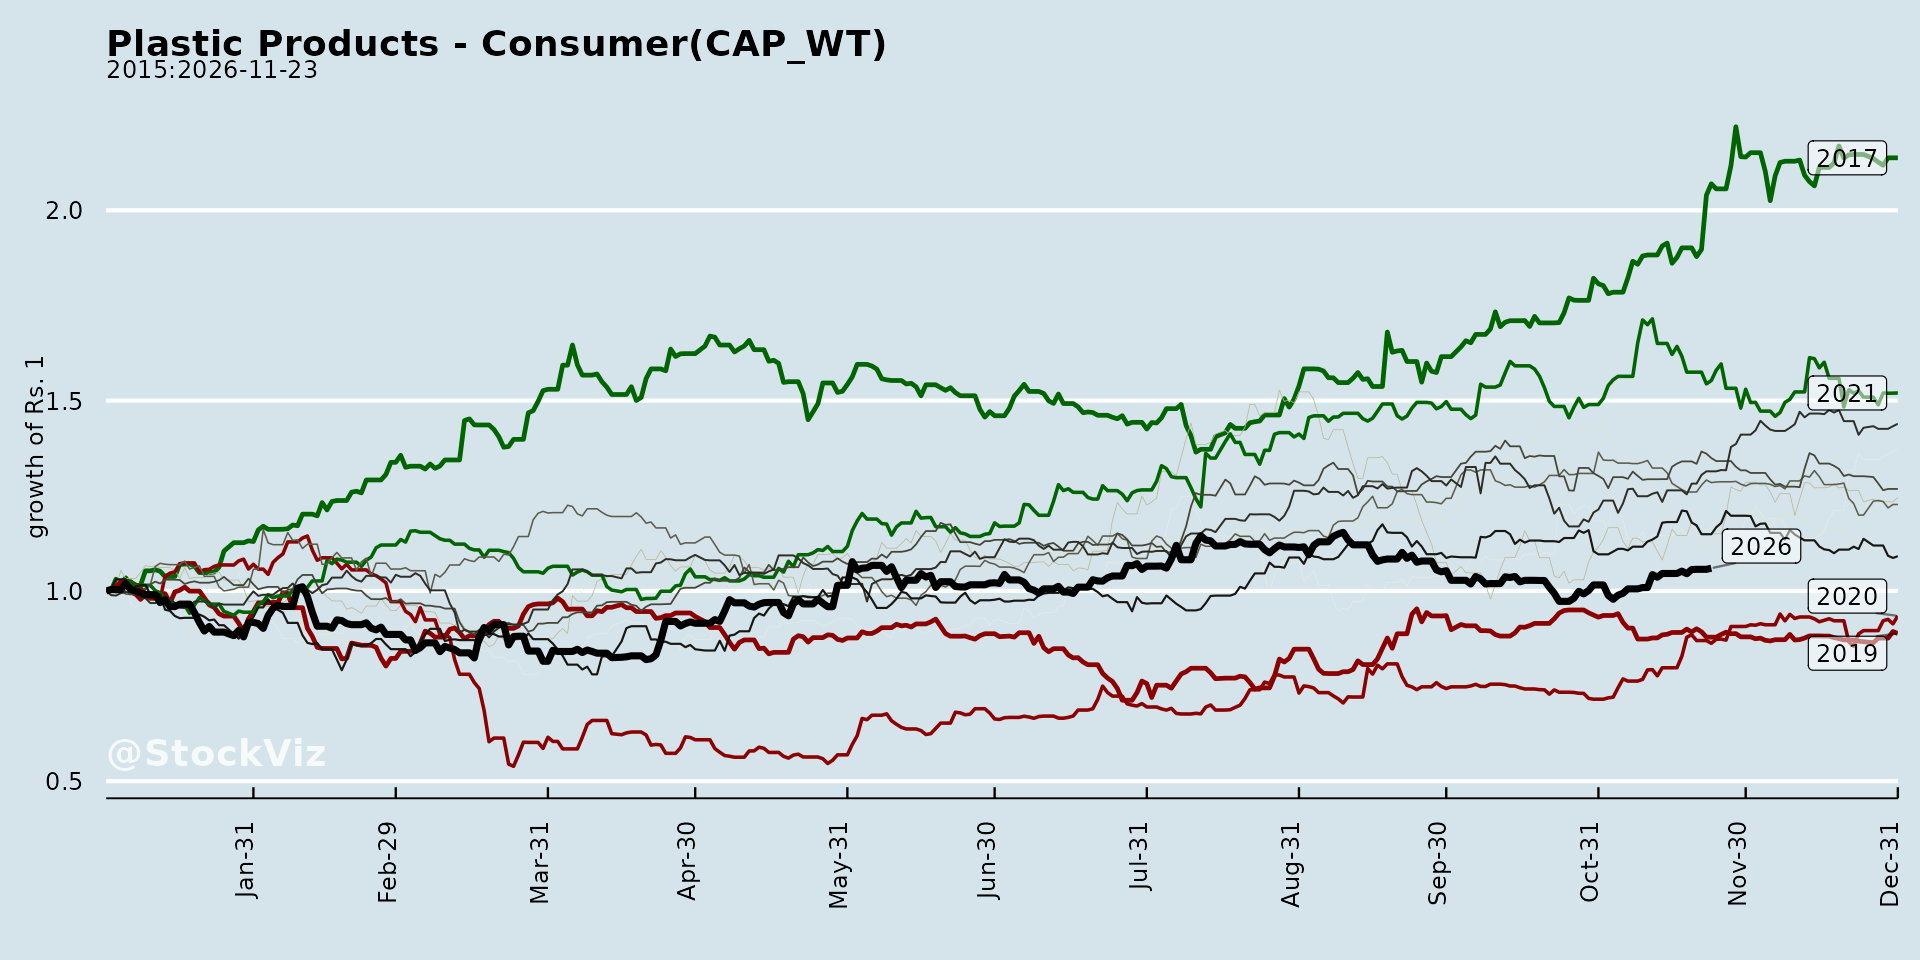 Plastic Products - Consumer(CAP_WT)
2015:2026-11-23
growth of Rs. 1
2.0
1.5
1.0
0.5
2017
2021
2026
2020
2019
@StockViz
Jan-31
Feb-29
Mar-31
Apr-30
May-31
Jun-30
Jul-31
Aug-31
Sep-30
Oct-31
Nov-30
Dec-31